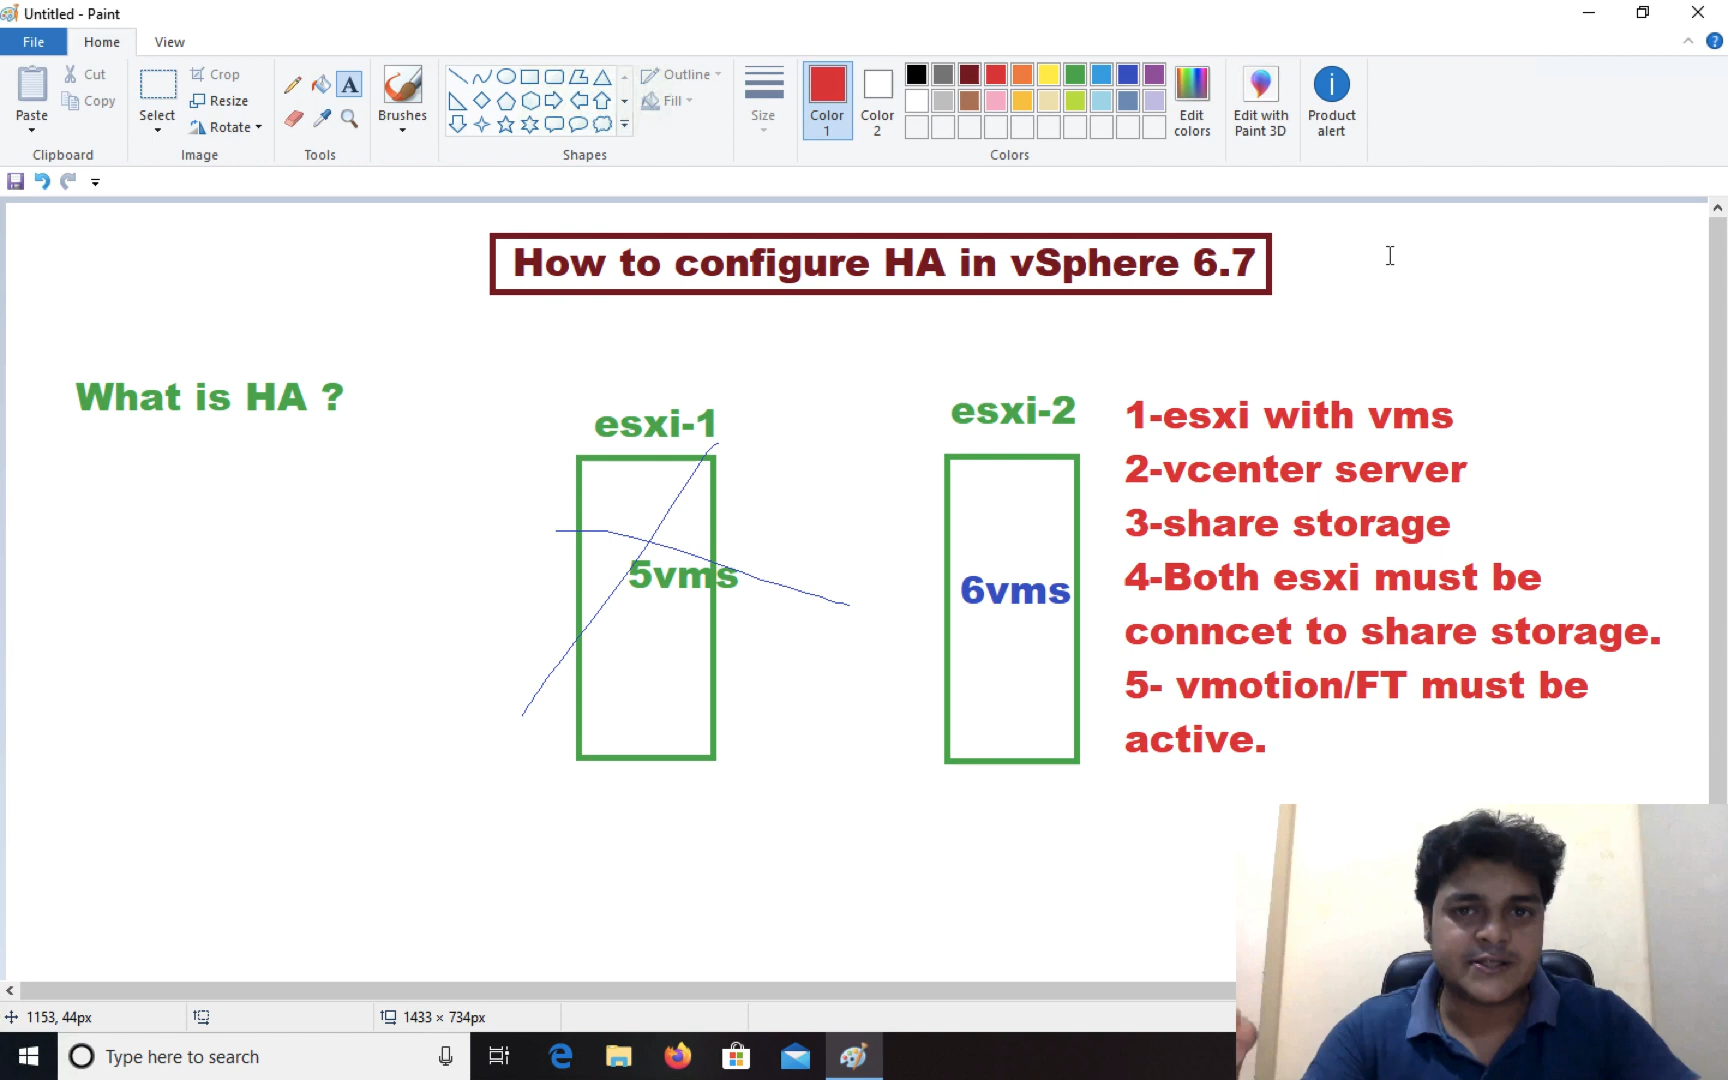 Untitled - Paint
File
Home
View
Paste
Cut
Copy
Clipboard
Select
Crop
Resize
Rotate
Image
Tools
Brushes
Shapes
Outline
Fill
Size
Color 1
Color 2
Edit colors
Colors
Edit with Paint 3D
Product alert
How to configure HA in vSphere 6.7
What is HA ?
esxi-1
5vms
esxi-2
6vms
1-esxi with vms
2-vcenter server
3-share storage
4-Both esxi must be
conncet to share storage.
5- vmotion/FT must be
active.
1153, 44px
1433 × 734px
Type here to search